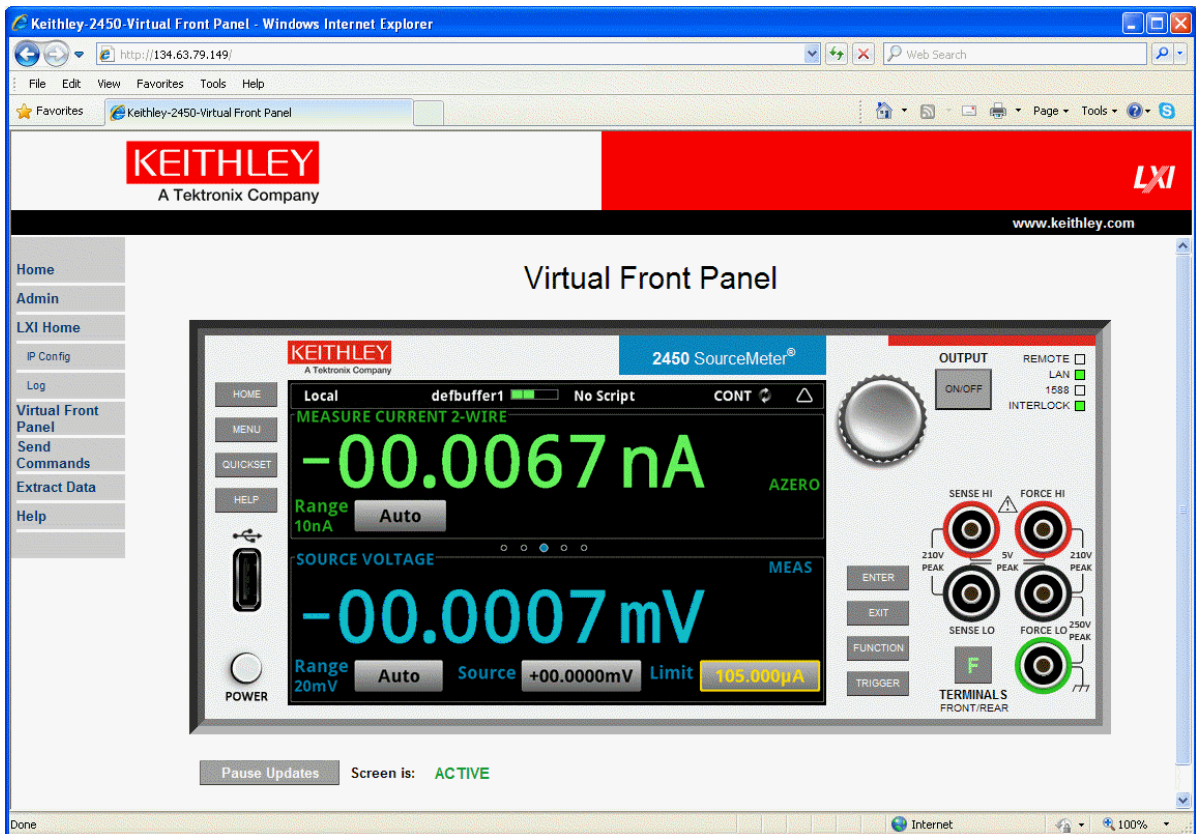 Keithley-2450-Virtual Front Panel - Windows Internet Explorer
http://134.63.79.149/
Web Search
File Edit View Favorites Tools Help
Favorites
Keithley-2450-Virtual Front Panel
Page Tools
KEITHLEY
A Tektronix Company
LXI
www.keithley.com
Home
Admin
LXI Home
IP Config
Log
Virtual Front
Panel
Send
Commands
Extract Data
Help
Virtual Front Panel
KEITHLEY
A Tektronix Company
2450 SourceMeter®
HOME
MENU
QUICKSET
HELP
POWER
Local defbuffer1 No Script CONT
MEASURE CURRENT 2-WIRE
-00.0067 nA
AZERO
Range
10nA
Auto
SOURCE VOLTAGE
MEAS
-00.0007 mV
Range
20mV
Auto
Source
+00.0000mV
Limit
105.000µA
OUTPUT
ON/OFF
REMOTE
LAN
1588
INTERLOCK
SENSE HI
FORCE HI
210V
PEAK
5V
PEAK
210V
PEAK
SENSE LO
FORCE LO
250V
PEAK
ENTER
EXIT
FUNCTION
TRIGGER
F
TERMINALS
FRONT/REAR
Pause Updates
Screen is: ACTIVE
Done
Internet
100%